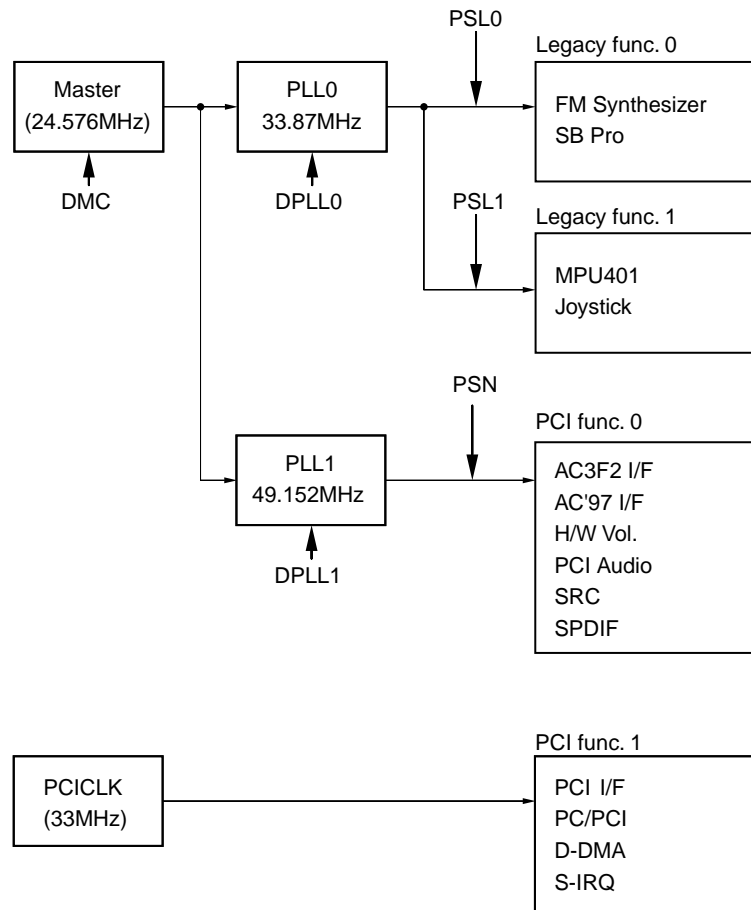 PSL0
Legacy func. 0
Master
(24.576MHz)
PLL0
33.87MHz
FM Synthesizer
SB Pro
DMC
DPLL0
PSL1
Legacy func. 1
MPU401
Joystick
PSN
PCI func. 0
PLL1
49.152MHz
AC3F2 I/F
AC'97 I/F
H/W Vol.
PCI Audio
SRC
SPDIF
DPLL1
PCI func. 1
PCICLK
(33MHz)
PCI I/F
PC/PCI
D-DMA
S-IRQ